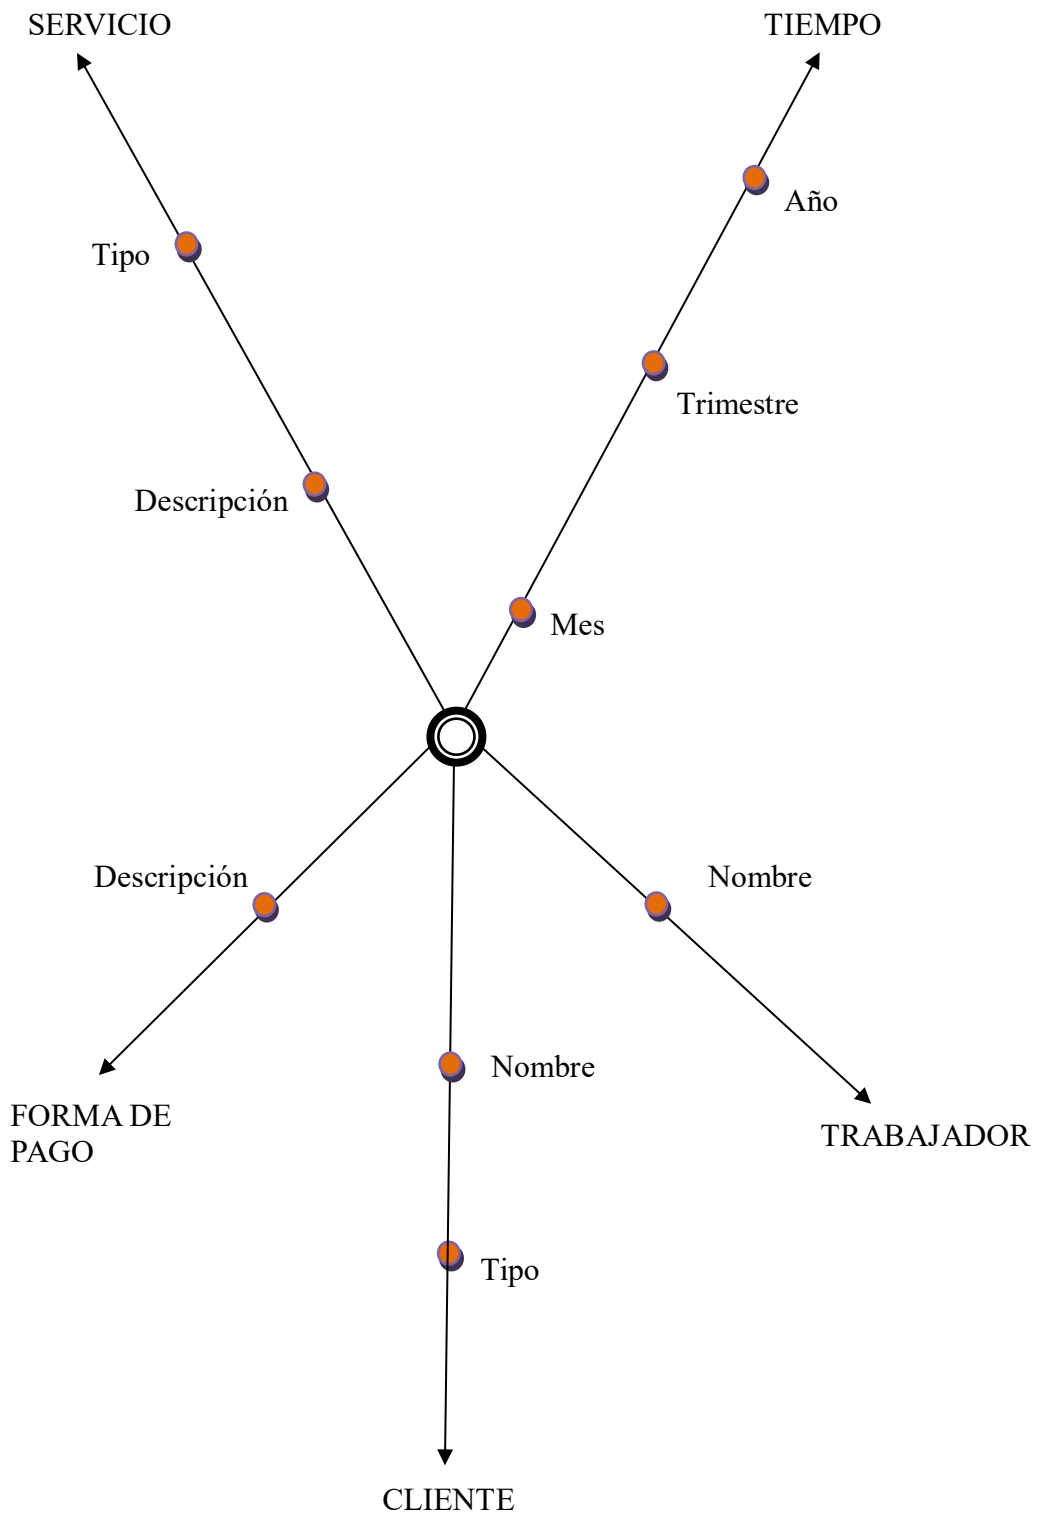 SERVICIO
TIEMPO
Año
Tipo
Trimestre
Descripción
Mes
Descripción
Nombre
Nombre
FORMA DE
PAGO
TRABAJADOR
Tipo
CLIENTE